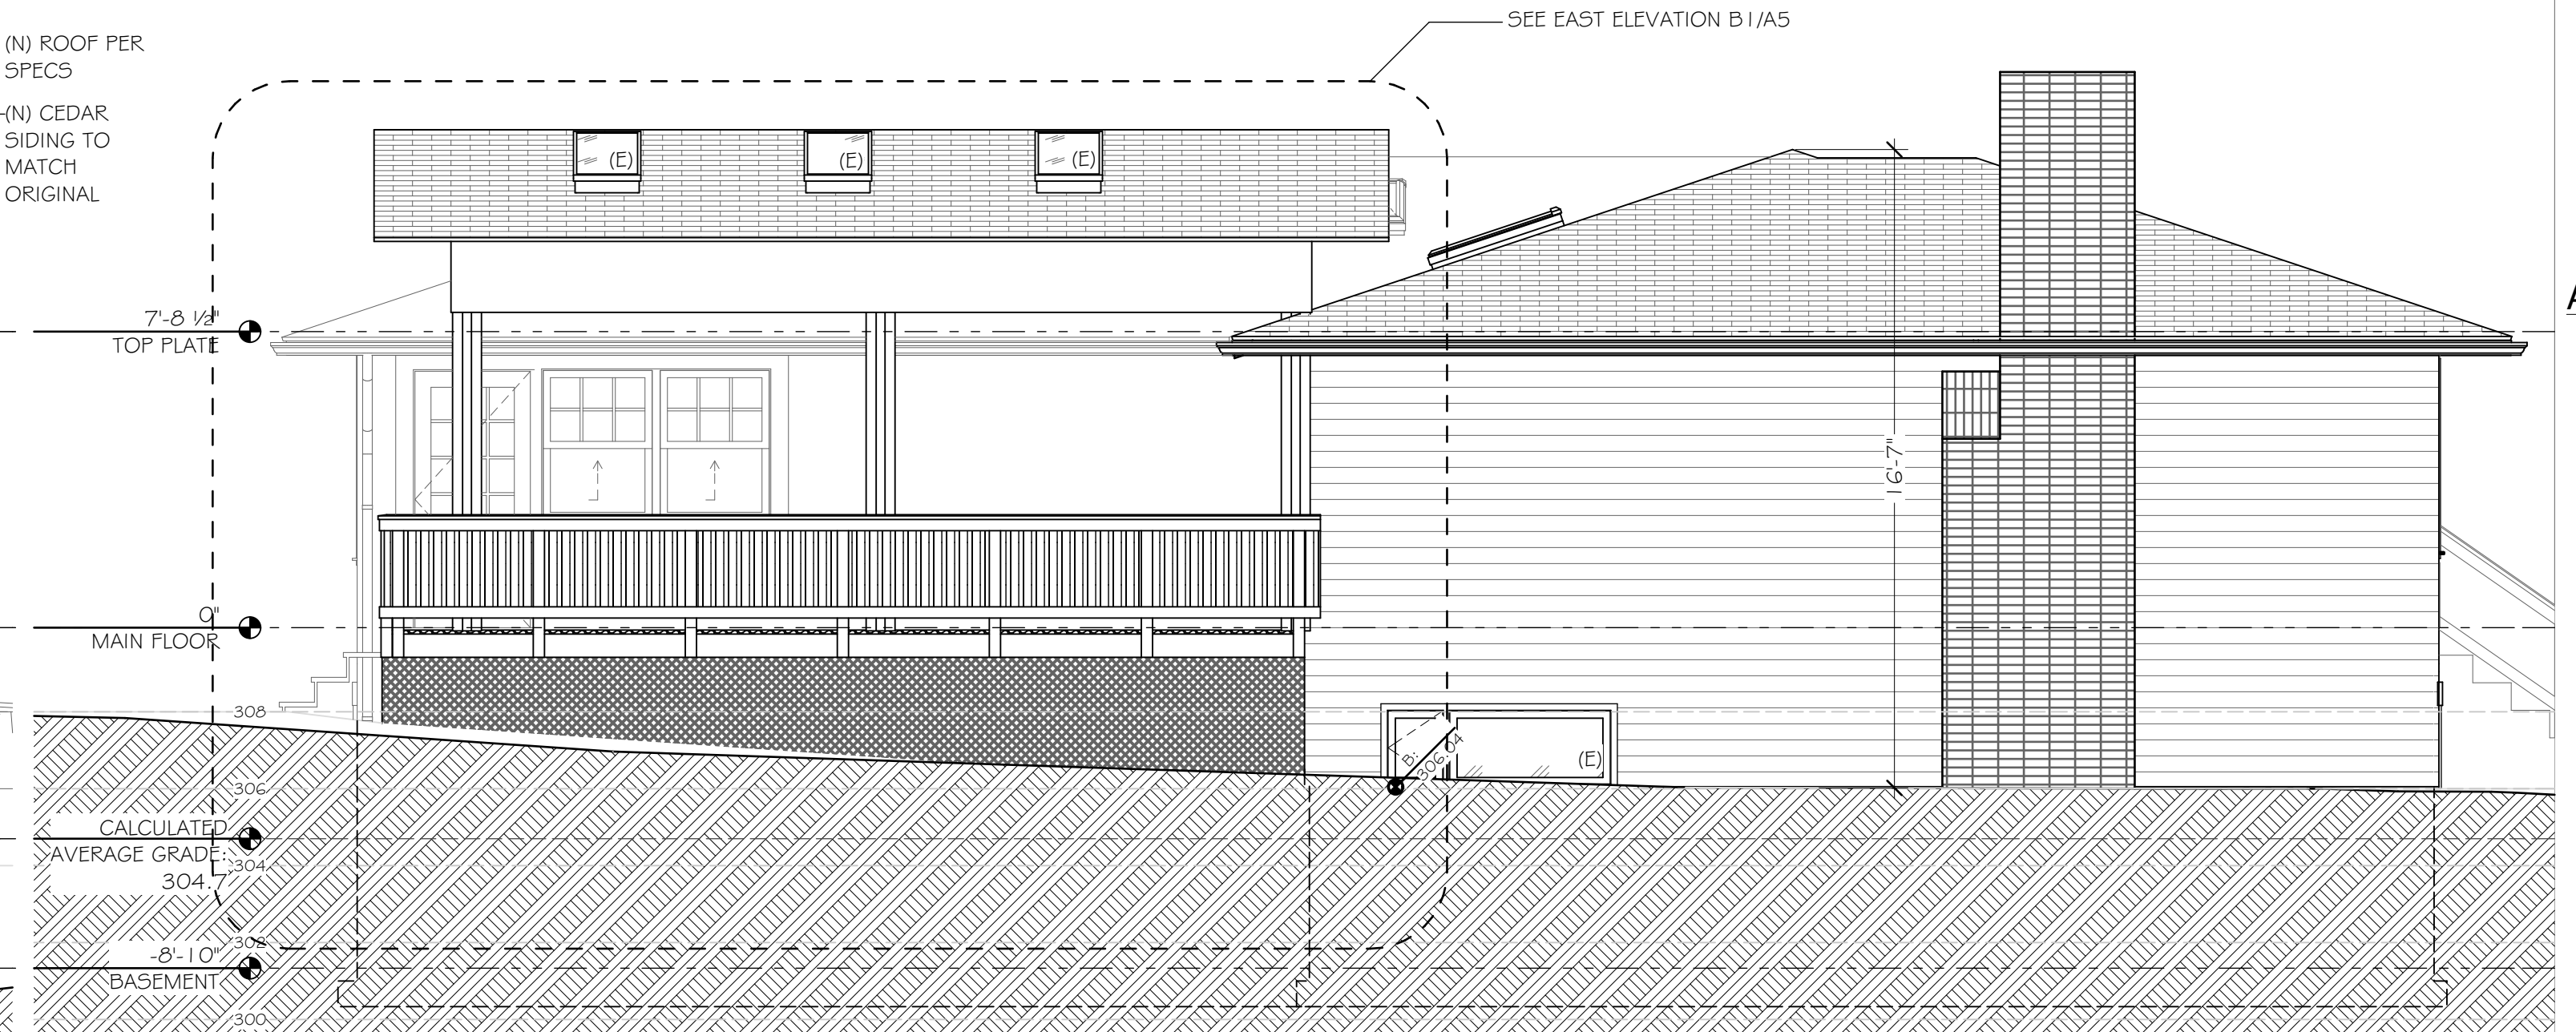 SEE EAST ELEVATION B1/A5
(N) ROOF PER
SPECS
(N) CEDAR
SIDING TO
MATCH
ORIGINAL
(E)
(E)
(E)
7'-8 ½"
TOP PLATE
16'-7"
0"
MAIN FLOOR
308
B:
306.04
(E)
306
CALCULATED
AVERAGE GRADE:
304.7
304
302
-8'-10"
BASEMENT
300